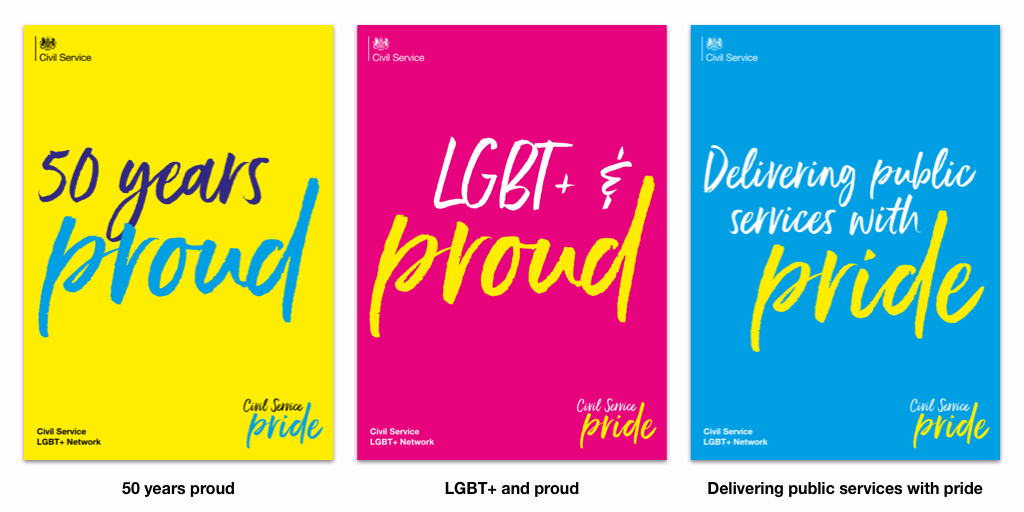 Civil Service
50 years
proud
Civil Service
LGBT+ Network
Civil Service
pride
50 years proud
Civil Service
LGBT+ &
proud
Civil Service
LGBT+ Network
Civil Service
pride
LGBT+ and proud
Civil Service
Delivering public
services with
pride
Civil Service
LGBT+ Network
Civil Service
pride
Delivering public services with pride